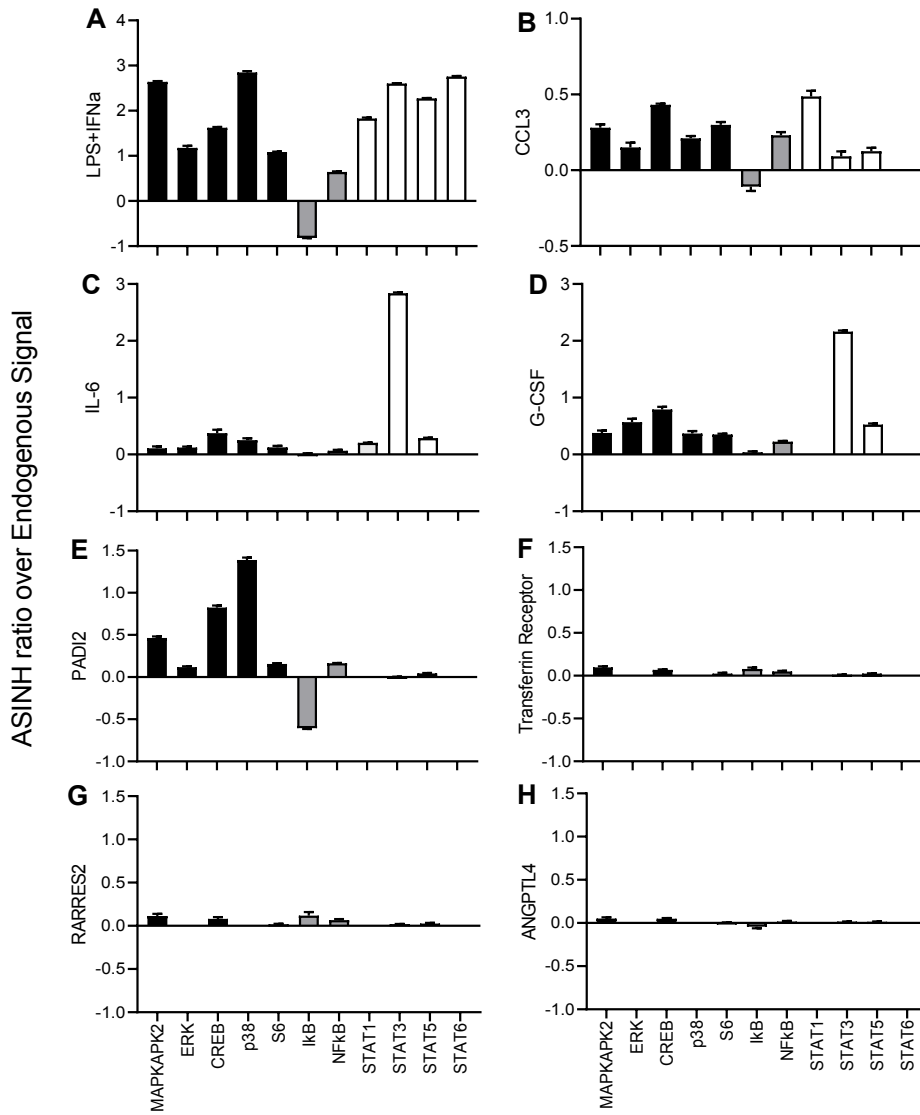 ASINH ratio over Endogenous Signal
A
LPS+IFNa
4
3
2
1
0
-1
B
CCL3
1.0
0.5
0.0
-0.5
C
IL-6
3
2
1
0
-1
D
G-CSF
3
2
1
0
-1
E
PADI2
1.5
1.0
0.5
0.0
-0.5
-1.0
F
Transferrin Receptor
1.5
1.0
0.5
0.0
-0.5
-1.0
G
RARRES2
1.5
1.0
0.5
0.0
-0.5
-1.0
MAPKAPK2
ERK
CREB
p38
S6
IkB
NFkB
STAT1
STAT3
STAT5
STAT6
H
ANGPTL4
1.5
1.0
0.5
0.0
-0.5
-1.0
MAPKAPK2
ERK
CREB
p38
S6
IkB
NFkB
STAT1
STAT3
STAT5
STAT6